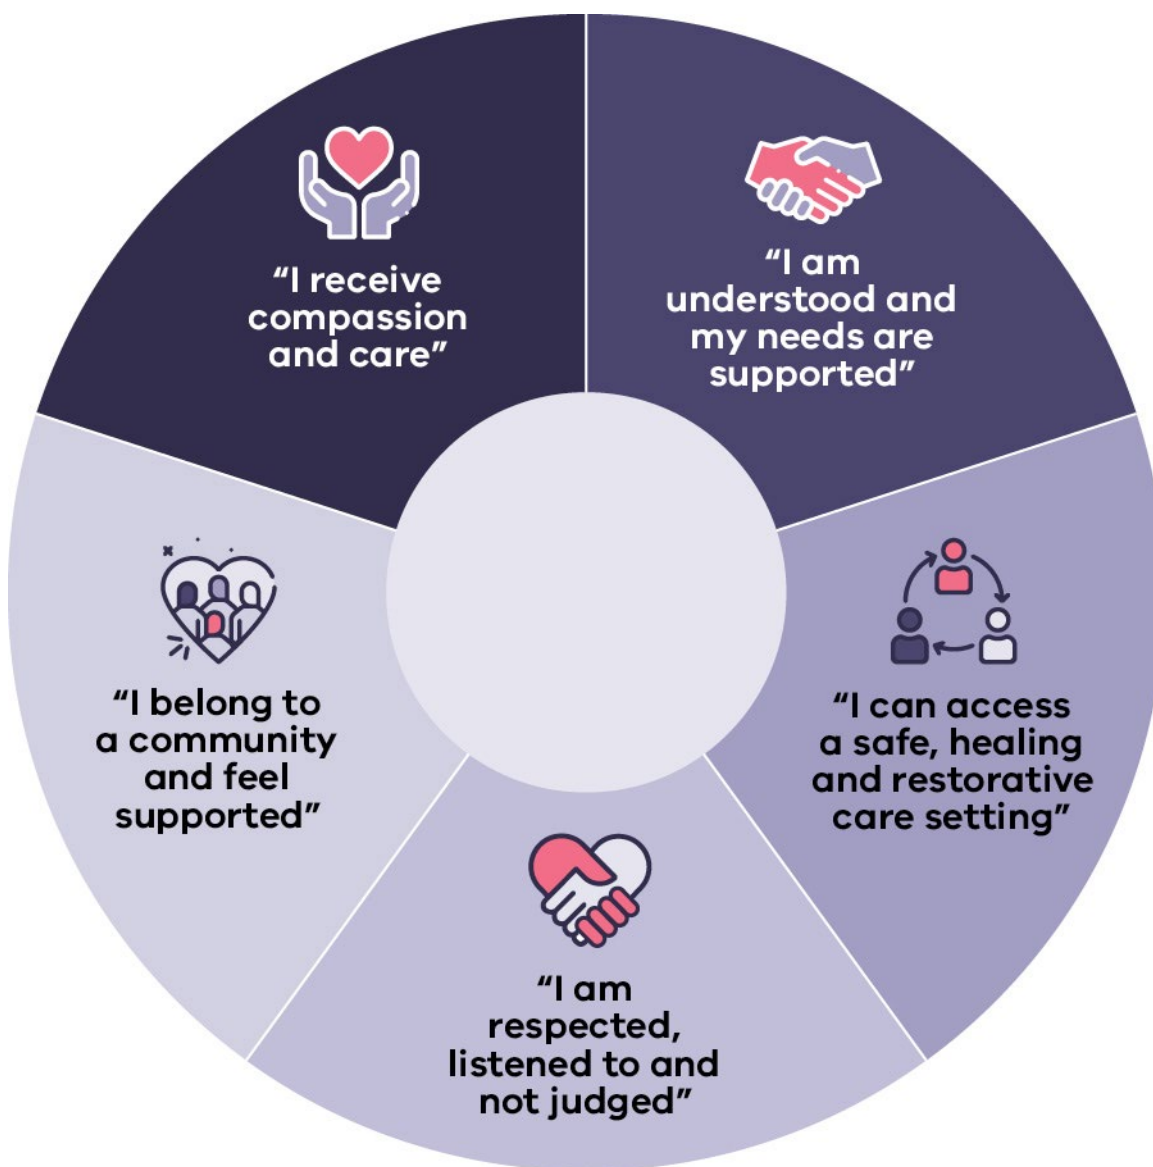 “I receive
compassion
and care”
“I am
understood and
my needs are
supported”
“I can access
a safe, healing
and restorative
care setting”
“I am
respected,
listened to and
not judged”
“I belong to
a community
and feel
supported”